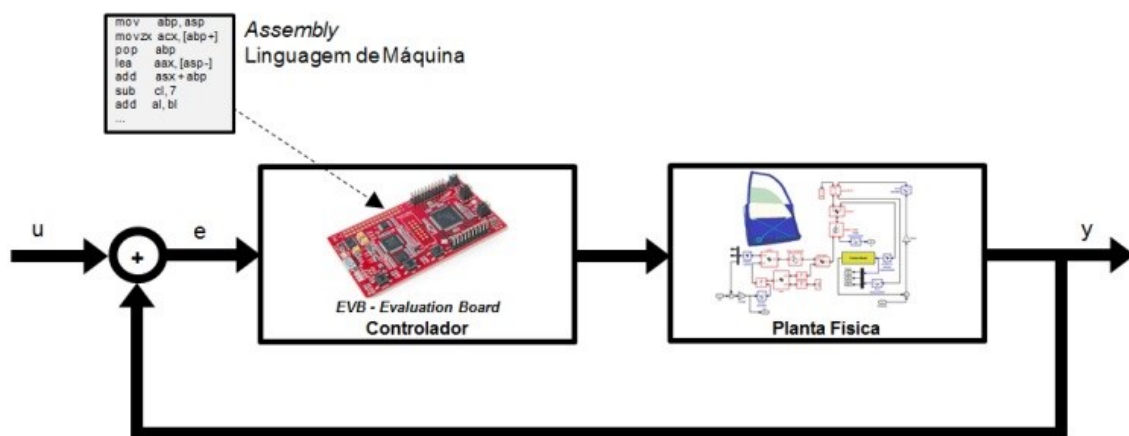 mov abp, asp
movzx acx, [abp+]
pop abp
lea aax, [asp-]
add asx + abp
sub cl, 7
add al, bl
...
Assembly
Linguagem de Máquina
u
+
e
y
EVB - Evaluation Board
Controlador
Planta Física